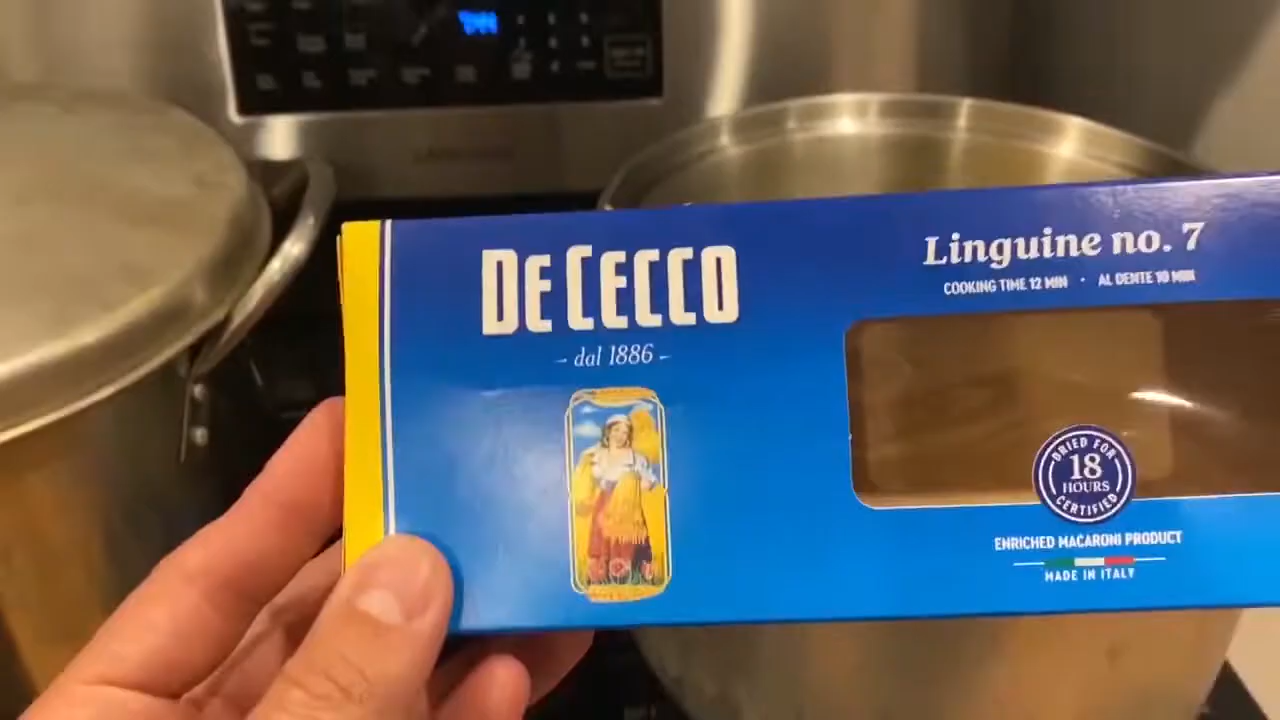 DE CECCO
dal 1886
Linguine no. 7
COOKING TIME 12 MIN · AL DENTE 10 MIN
DRIED FOR
18
HOURS
CERTIFIED
ENRICHED MACARONI PRODUCT
MADE IN ITALY